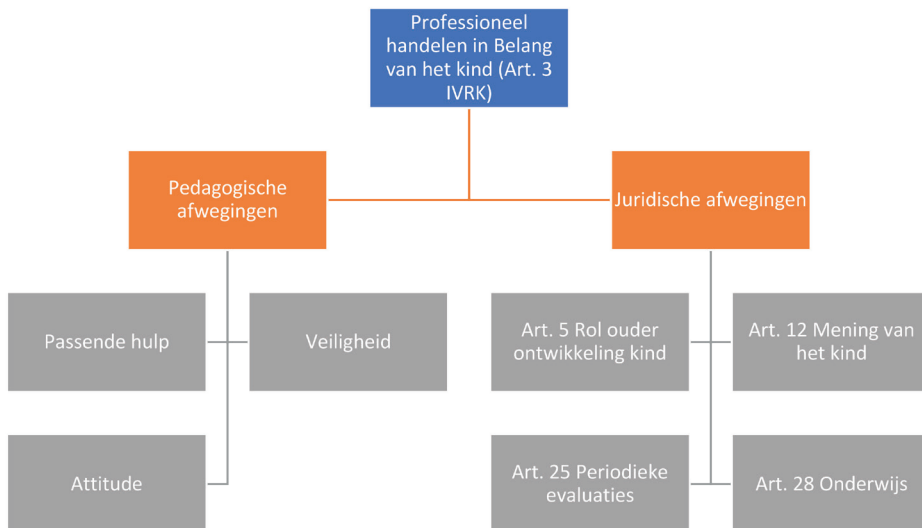 Professioneel
handelen in Belang
van het kind (Art. 3
IVRK)
Pedagogische
afwegingen
Juridische afwegingen
Passende hulp
Veiligheid
Art. 5 Rol ouder
ontwikkeling kind
Art. 12 Mening van
het kind
Attitude
Art. 25 Periodieke
evaluaties
Art. 28 Onderwijs